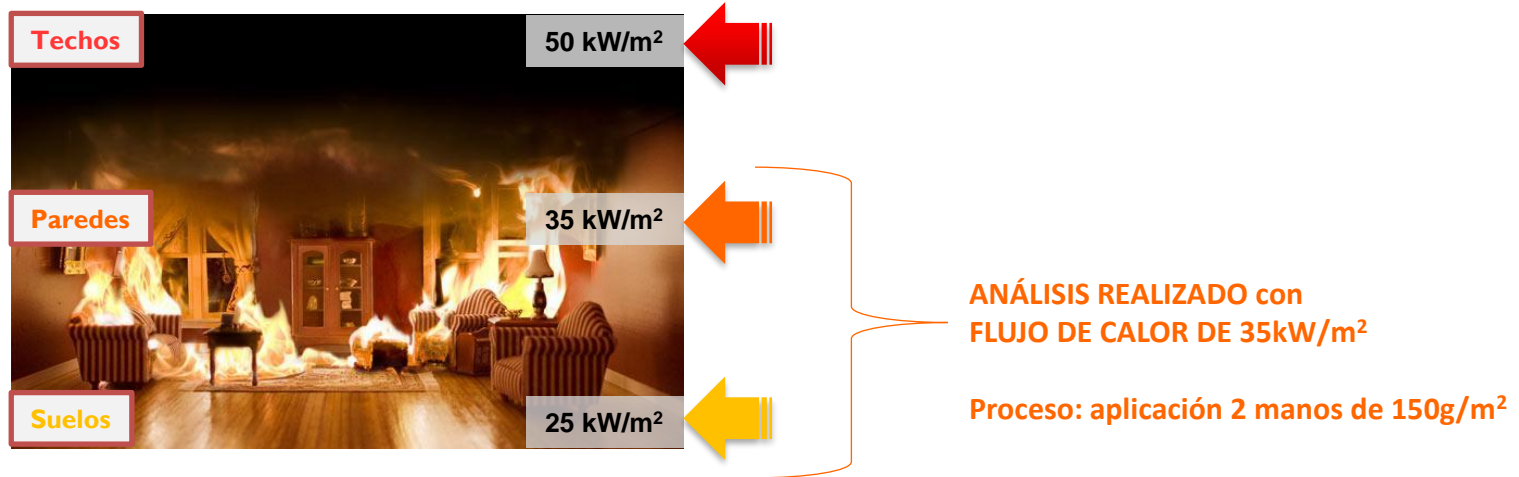 Techos
50 kW/m²
Paredes
35 kW/m²
ANÁLISIS REALIZADO con
FLUJO DE CALOR DE 35kW/m²
Proceso: aplicación 2 manos de 150g/m²
Suelos
25 kW/m²